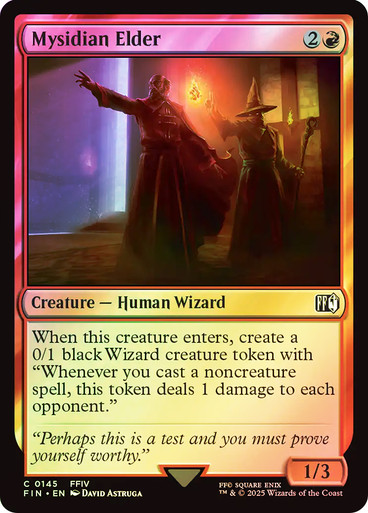 Mysidian Elder 2
Creature — Human Wizard
When this creature enters, create a
0/1 black Wizard creature token with
“Whenever you cast a noncreature
spell, this token deals 1 damage to each
opponent.”
“Perhaps this is a test and you must prove
yourself worthy.”
1/3
C 0145 FFIV
FIN • EN DAVID ASTRUGA
FF© SQUARE ENIX
™ & © 2025 Wizards of the Coast